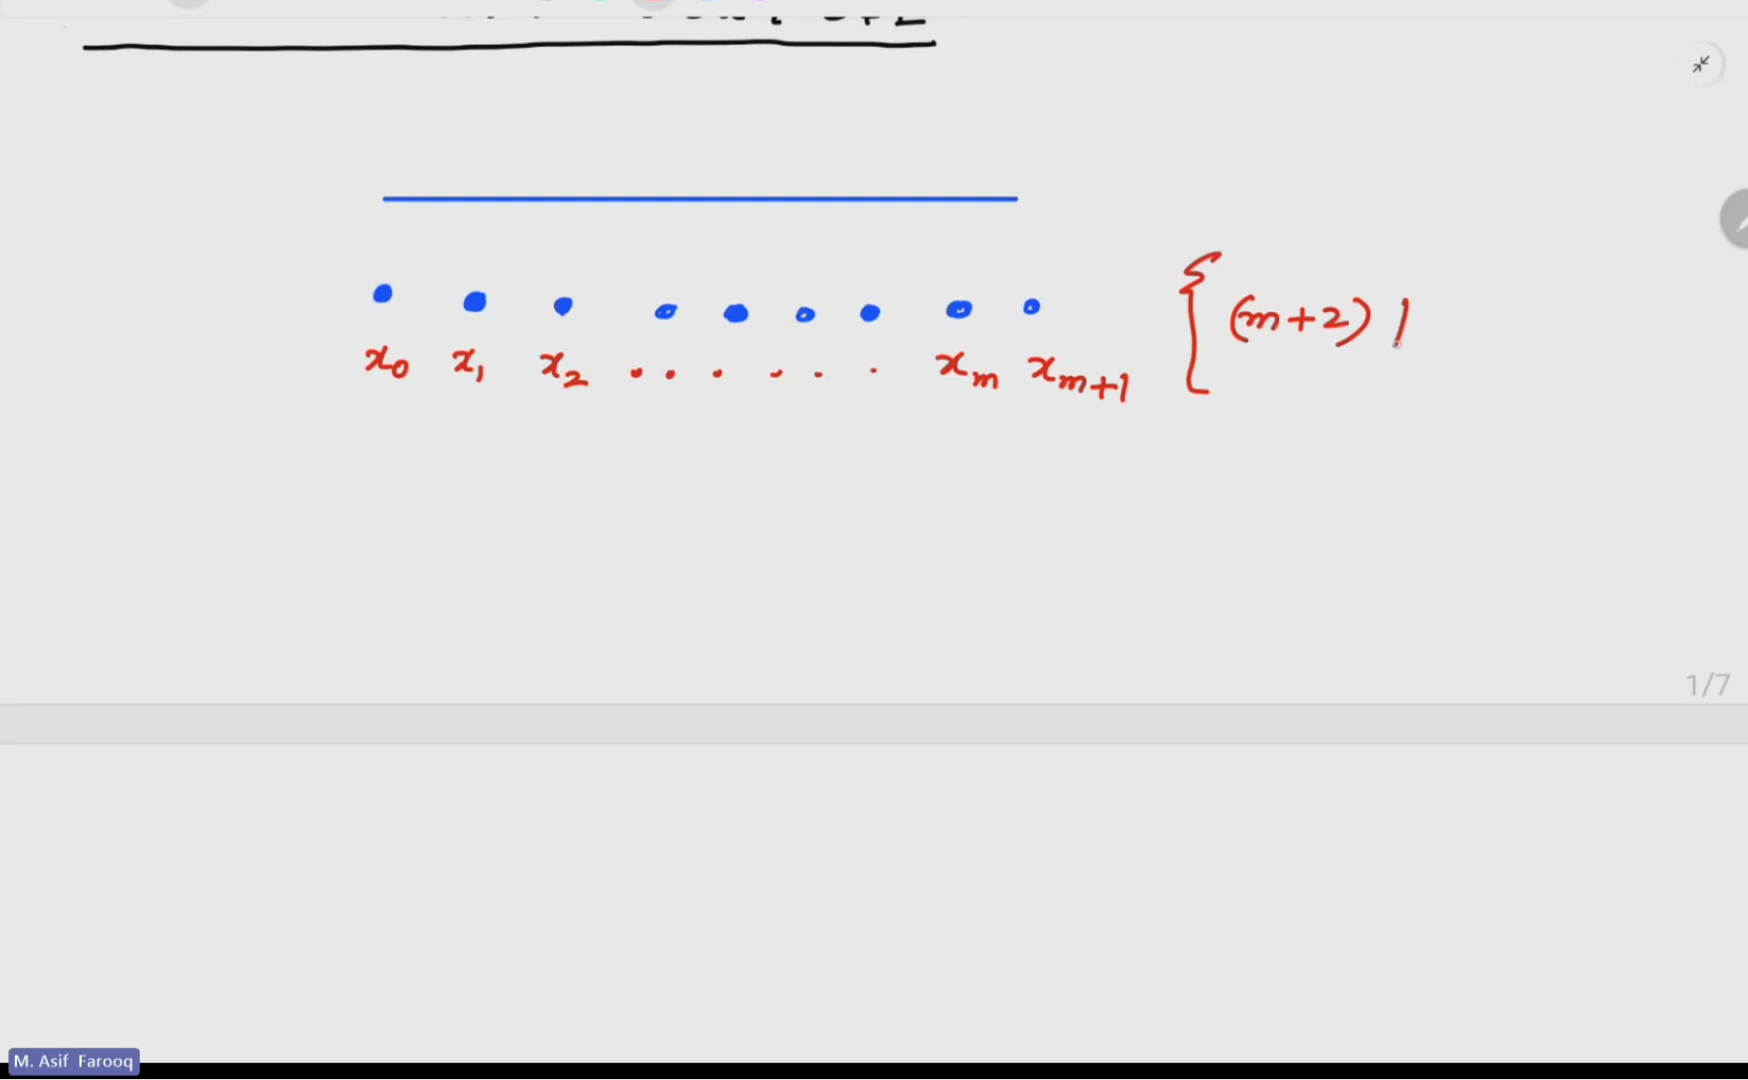 x₀ x₁ x₂ . . . . . . xₘ xₘ₊₁ { (m+2)
1/7
M. Asif Farooq